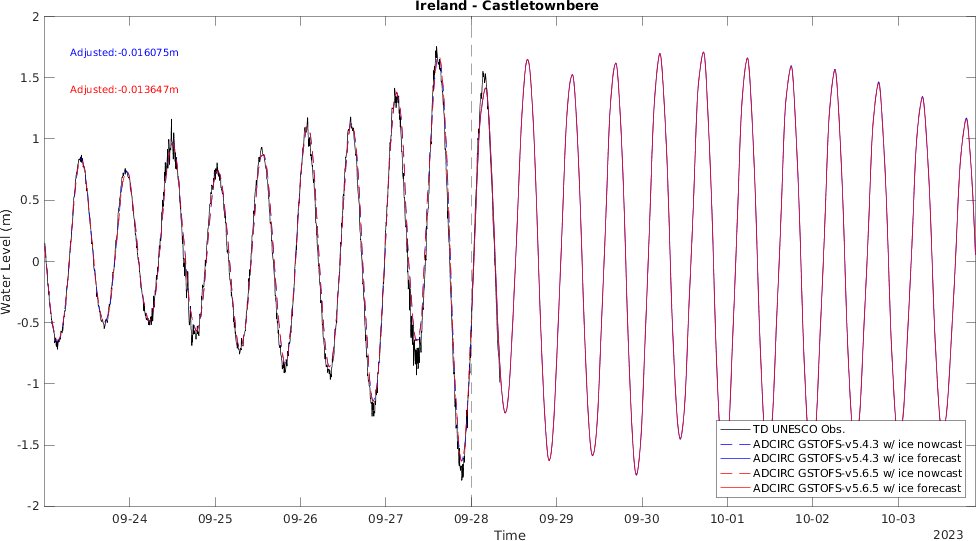 Ireland - Castletownbere
Adjusted:-0.016075m
Adjusted:-0.013647m
2
1.5
1
0.5
0
-0.5
-1
-1.5
-2
Water Level (m)
TD UNESCO Obs.
ADCIRC GSTOFS-v5.4.3 w/ ice nowcast
ADCIRC GSTOFS-v5.4.3 w/ ice forecast
ADCIRC GSTOFS-v5.6.5 w/ ice nowcast
ADCIRC GSTOFS-v5.6.5 w/ ice forecast
09-24 09-25 09-26 09-27 09-28 09-29 09-30 10-01 10-02 10-03
Time
2023